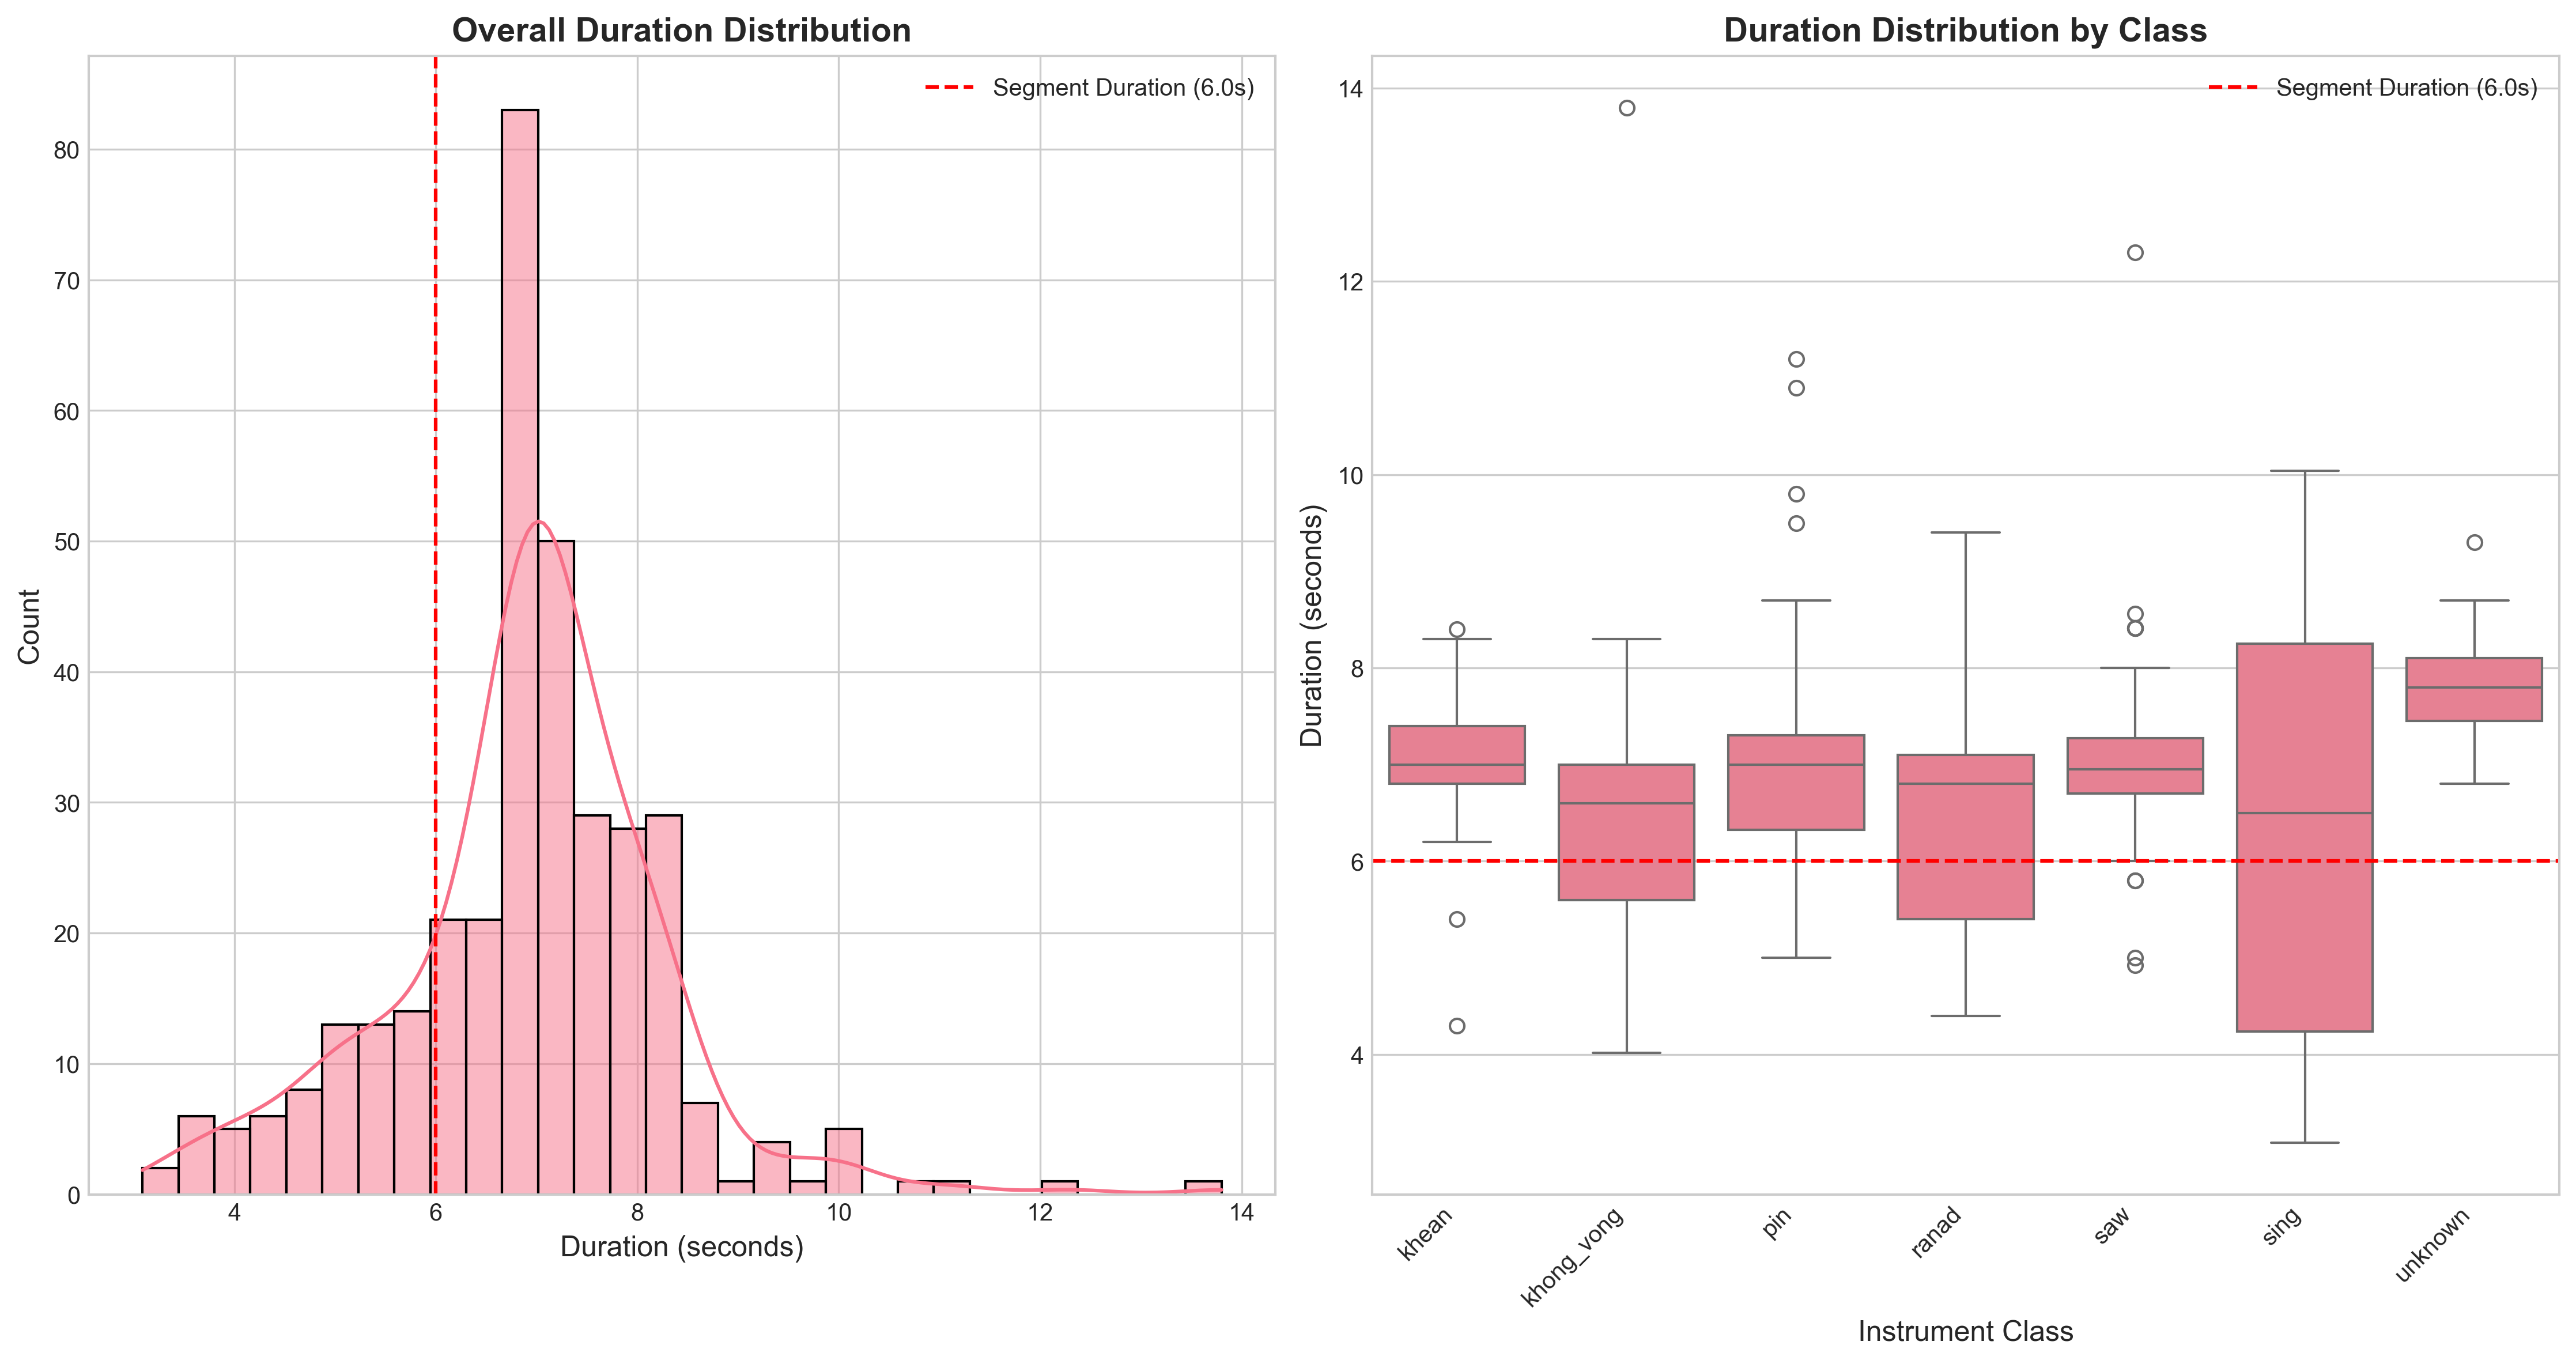 Overall Duration Distribution
Segment Duration (6.0s)
Count
80
70
60
50
40
30
20
10
0
4 6 8 10 12 14
Duration (seconds)
Duration Distribution by Class
Segment Duration (6.0s)
Duration (seconds)
14
12
10
8
6
4
khean khong_vong pin ranad saw sing unknown
Instrument Class